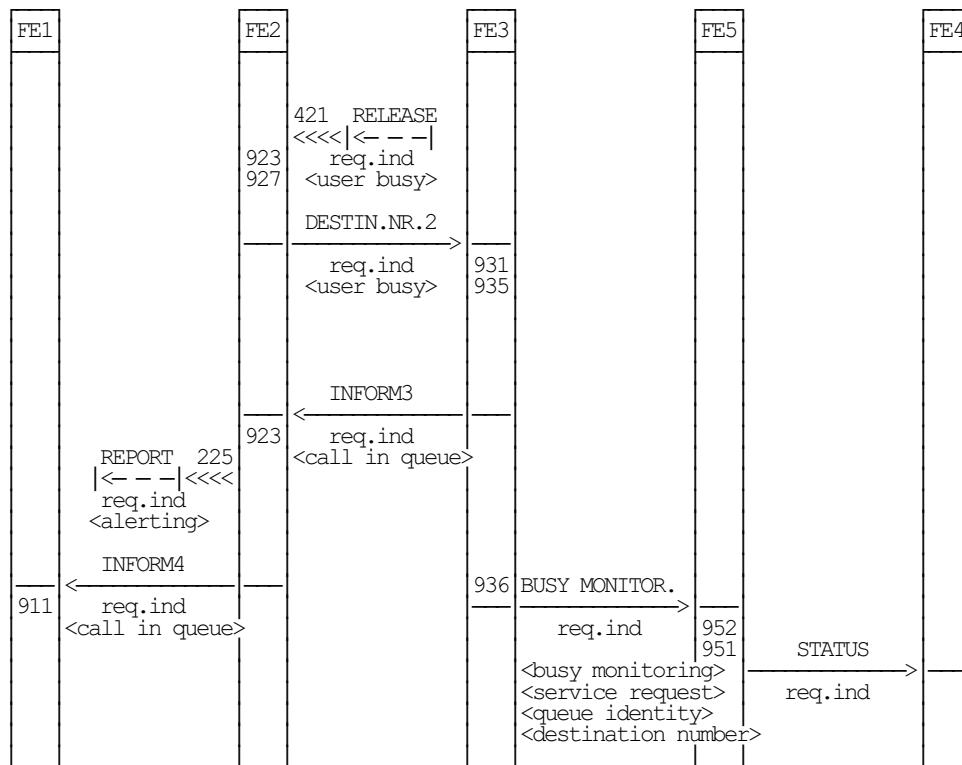 FE1 FE2 FE3 FE5 FE4
421 RELEASE
<<<<|<— — —|
923 req.ind
927 <user busy>
DESTIN.NR.2
req.ind 931
<user busy> 935
INFORM3
923 req.ind
<call in queue>
REPORT 225
|<— — —|<<<<
req.ind
<alerting>
INFORM4
936 BUSY MONITOR.
911 req.ind
<call in queue> req.ind 952
951 STATUS
<busy monitoring>
<service request> req.ind
<queue identity>
<destination number>